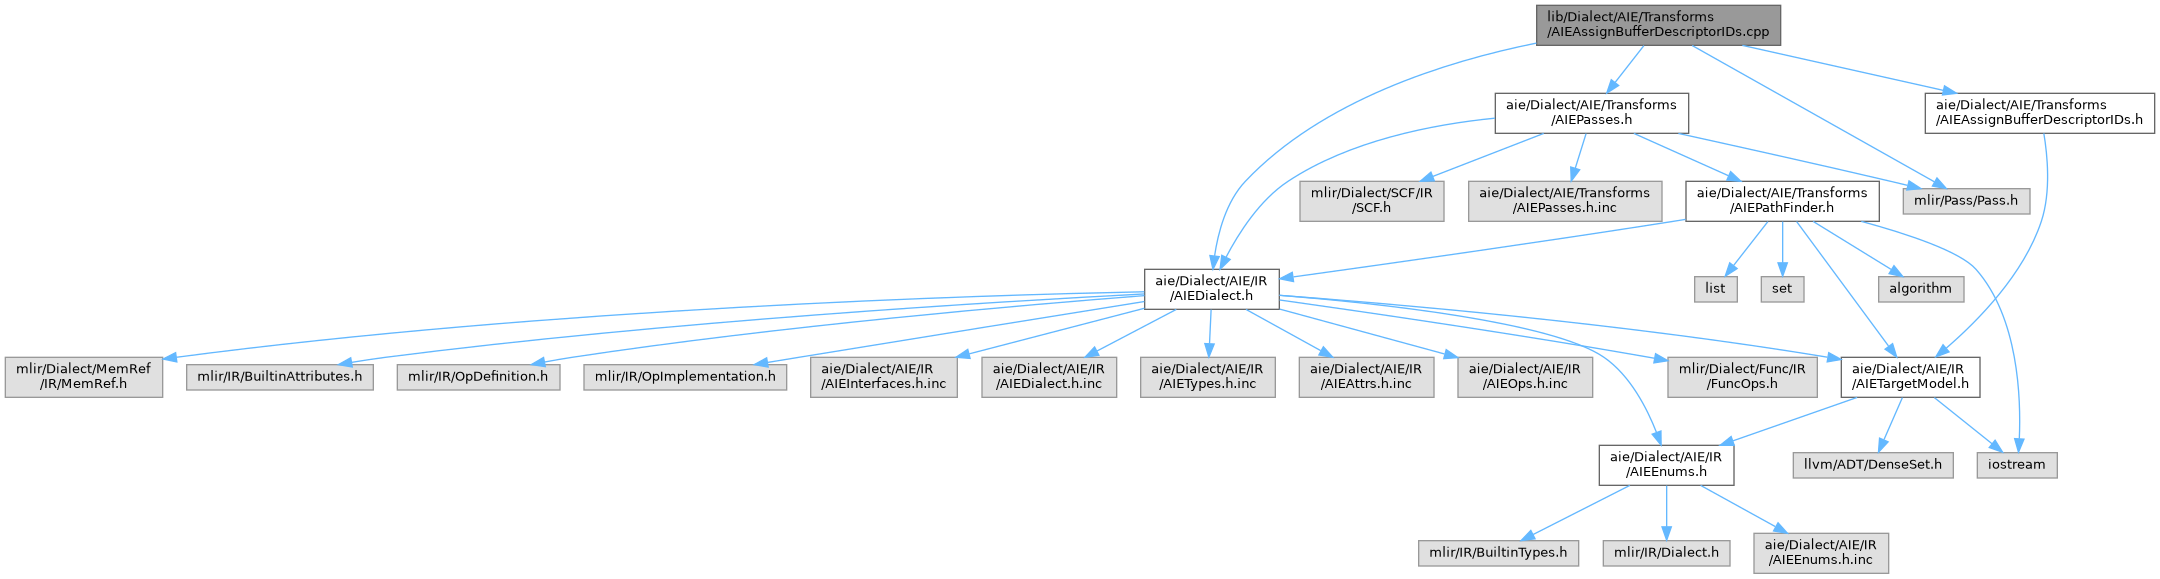 lib/Dialect/AIE/Transforms
/AIEAssignBufferDescriptorIDs.cpp
aie/Dialect/AIE/Transforms
/AIEPasses.h
aie/Dialect/AIE/Transforms
/AIEAssignBufferDescriptorIDs.h
mlir/Dialect/SCF/IR
/SCF.h
aie/Dialect/AIE/Transforms
/AIEPasses.h.inc
aie/Dialect/AIE/Transforms
/AIEPathFinder.h
mlir/Pass/Pass.h
aie/Dialect/AIE/IR
/AIEDialect.h
list
set
algorithm
mlir/Dialect/MemRef
/IR/MemRef.h
mlir/IR/BuiltinAttributes.h
mlir/IR/OpDefinition.h
mlir/IR/OpImplementation.h
aie/Dialect/AIE/IR
/AIEInterfaces.h.inc
aie/Dialect/AIE/IR
/AIEDialect.h.inc
aie/Dialect/AIE/IR
/AIETypes.h.inc
aie/Dialect/AIE/IR
/AIEAttrs.h.inc
aie/Dialect/AIE/IR
/AIEOps.h.inc
mlir/Dialect/Func/IR
/FuncOps.h
aie/Dialect/AIE/IR
/AIETargetModel.h
aie/Dialect/AIE/IR
/AIEEnums.h
llvm/ADT/DenseSet.h
iostream
mlir/IR/BuiltinTypes.h
mlir/IR/Dialect.h
aie/Dialect/AIE/IR
/AIEEnums.h.inc